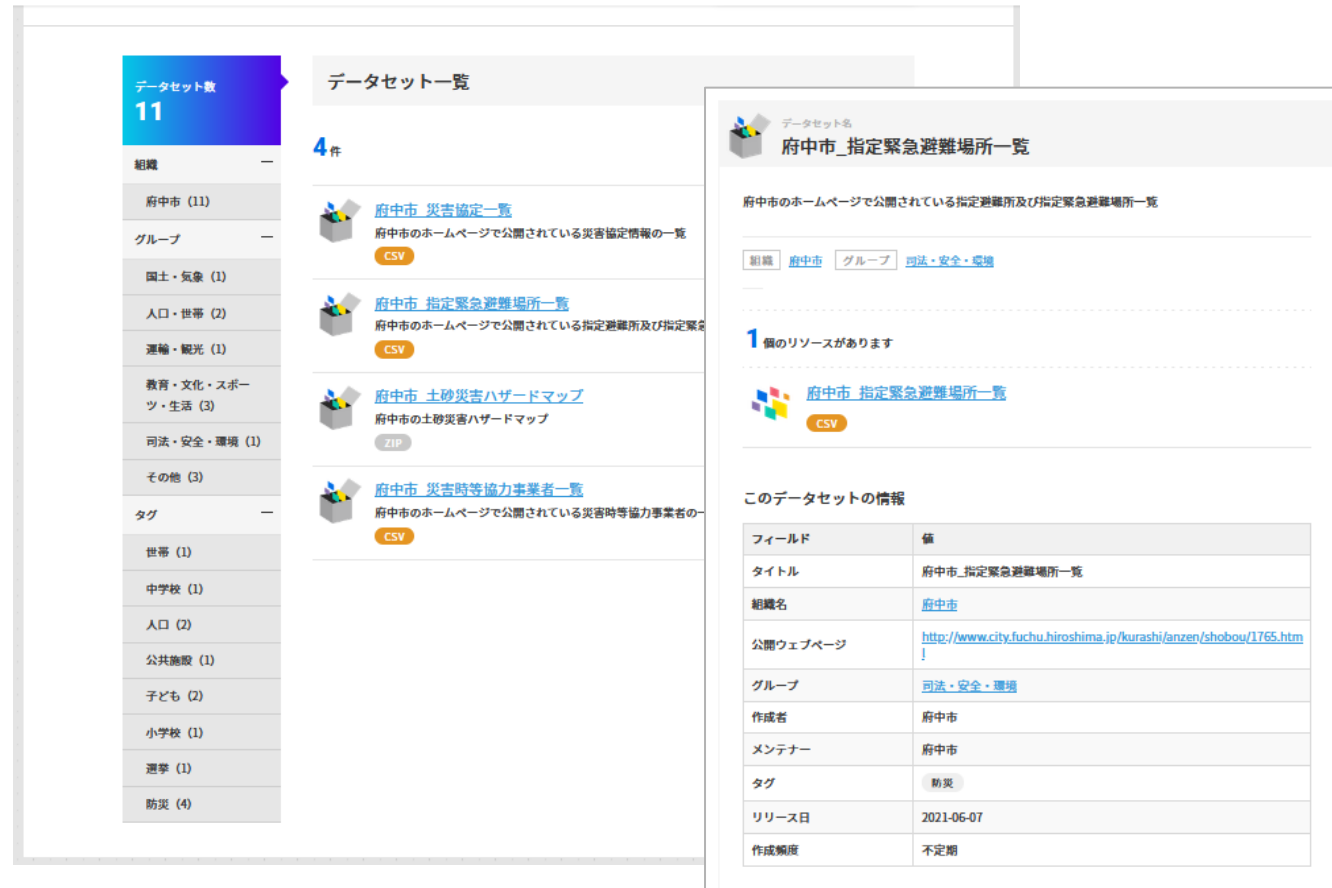 データセット数
11
組織 －
府中市 (11)
グループ －
国土・気象 (1)
人口・世帯 (2)
運輸・観光 (1)
教育・文化・スポー
ツ・生活 (3)
司法・安全・環境 (1)
その他 (3)
タグ －
世帯 (1)
中学校 (1)
人口 (2)
公共施設 (1)
子ども (2)
小学校 (1)
選挙 (1)
防災 (4)
データセット一覧
4 件
府中市_災害協定一覧
府中市のホームページで公開されている災害協定情報の一覧
CSV
府中市_指定緊急避難場所一覧
府中市のホームページで公開されている指定避難所及び指定緊急
CSV
府中市_土砂災害ハザードマップ
府中市の土砂災害ハザードマップ
ZIP
府中市_災害時等協力事業者一覧
府中市のホームページで公開されている災害時等協力事業者の一
CSV
データセット名
府中市_指定緊急避難場所一覧
府中市のホームページで公開されている指定避難所及び指定緊急避難場所一覧
組織 府中市 グループ 司法・安全・環境
1 個のリソースがあります
府中市_指定緊急避難場所一覧
CSV
このデータセットの情報
フィールド 値
タイトル 府中市_指定緊急避難場所一覧
組織名 府中市
公開ウェブページ http://www.city.fuchu.hiroshima.jp/kurashi/anzen/shobou/1765.htm
l
グループ 司法・安全・環境
作成者 府中市
メンテナー 府中市
タグ 防災
リリース日 2021-06-07
作成頻度 不定期